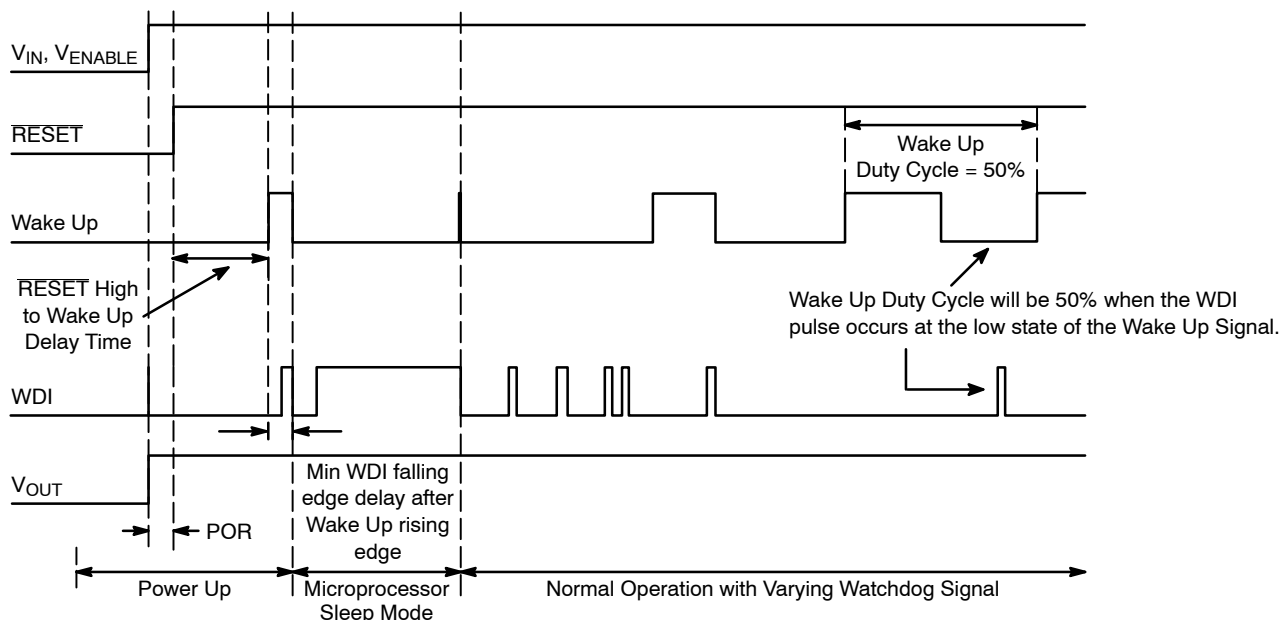 V_IN, V_ENABLE
RESET
Wake Up
Duty Cycle = 50%
Wake Up
RESET High
to Wake Up
Delay Time
Wake Up Duty Cycle will be 50% when the WDI
pulse occurs at the low state of the Wake Up Signal.
WDI
V_OUT
Min WDI falling
edge delay after
Wake Up rising
edge
POR
Power Up
Microprocessor
Sleep Mode
Normal Operation with Varying Watchdog Signal